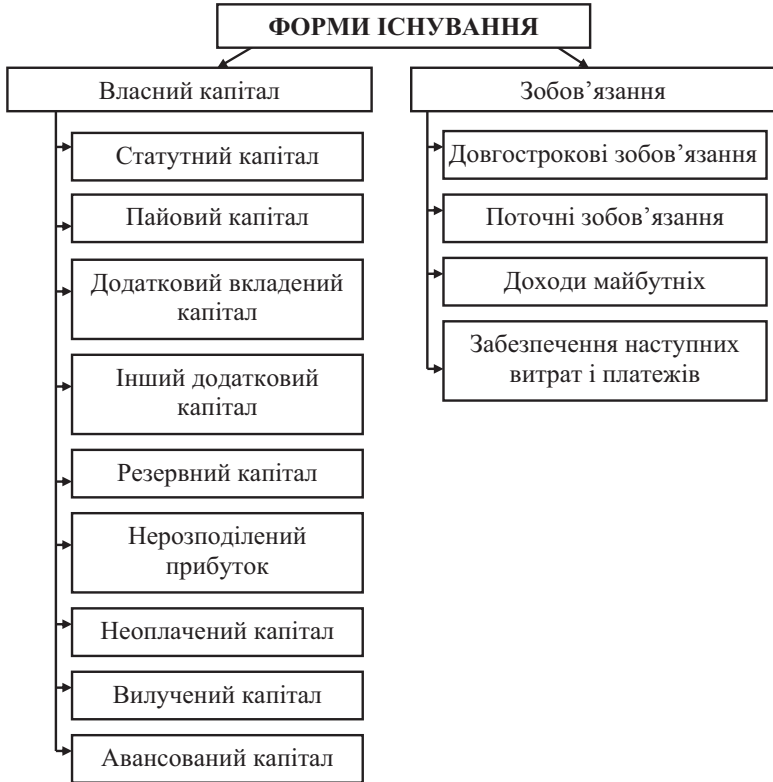 ФОРМИ ІСНУВАННЯ
Власний капітал
Статутний капітал
Пайовий капітал
Додатковий вкладений
капітал
Інший додатковий
капітал
Резервний капітал
Нерозподілений
прибуток
Неоплачений капітал
Вилучений капітал
Авансований капітал
Зобов’язання
Довгострокові зобов’язання
Поточні зобов’язання
Доходи майбутніх
Забезпечення наступних
витрат і платежів